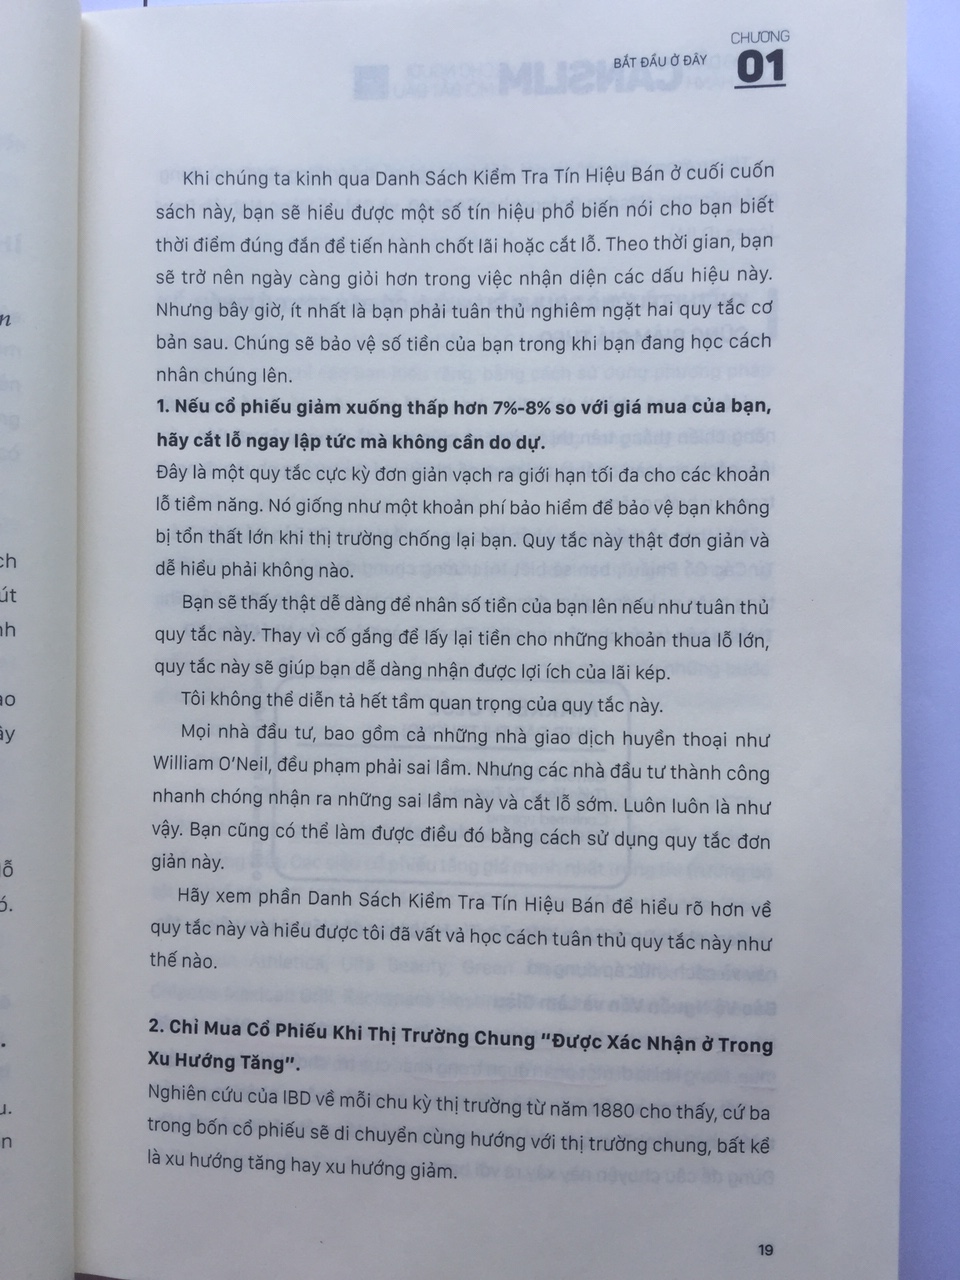 CHƯƠNG
BẮT ĐẦU Ở ĐÂY 01
Khi chúng ta kinh qua Danh Sách Kiểm Tra Tín Hiệu Bán ở cuối cuốn
sách này, bạn sẽ hiểu được một số tín hiệu phổ biến nói cho bạn biết
thời điểm đúng đắn để tiến hành chốt lãi hoặc cắt lỗ. Theo thời gian, bạn
sẽ trở nên ngày càng giỏi hơn trong việc nhận diện các dấu hiệu này.
Nhưng bây giờ, ít nhất là bạn phải tuân thủ nghiêm ngặt hai quy tắc cơ
bản sau. Chúng sẽ bảo vệ số tiền của bạn trong khi bạn đang học cách
nhân chúng lên.
1. Nếu cổ phiếu giảm xuống thấp hơn 7%-8% so với giá mua của bạn,
hãy cắt lỗ ngay lập tức mà không cần do dự.
Đây là một quy tắc cực kỳ đơn giản vạch ra giới hạn tối đa cho các khoản
lỗ tiềm năng. Nó giống như một khoản phí bảo hiểm để bảo vệ bạn không
bị tổn thất lớn khi thị trường chống lại bạn. Quy tắc này thật đơn giản và
dễ hiểu phải không nào.
Bạn sẽ thấy thật dễ dàng để nhân số tiền của bạn lên nếu như tuân thủ
quy tắc này. Thay vì cố gắng để lấy lại tiền cho những khoản thua lỗ lớn,
quy tắc này sẽ giúp bạn dễ dàng nhận được lợi ích của lãi kép.
Tôi không thể diễn tả hết tầm quan trọng của quy tắc này.
Mọi nhà đầu tư, bao gồm cả những nhà giao dịch huyền thoại như
William O'Neil, đều phạm phải sai lầm. Nhưng các nhà đầu tư thành công
nhanh chóng nhận ra những sai lầm này và cắt lỗ sớm. Luôn luôn là như
vậy. Bạn cũng có thể làm được điều đó bằng cách sử dụng quy tắc đơn
giản này.
Hãy xem phần Danh Sách Kiểm Tra Tín Hiệu Bán để hiểu rõ hơn về
quy tắc này và hiểu được tôi đã vất vả học cách tuân thủ quy tắc này như
thế nào.
2. Chỉ Mua Cổ Phiếu Khi Thị Trường Chung "Được Xác Nhận ở Trong
Xu Hướng Tăng".
Nghiên cứu của IBD về mỗi chu kỳ thị trường từ năm 1880 cho thấy, cứ ba
trong bốn cổ phiếu sẽ di chuyển cùng hướng với thị trường chung, bất kể
là xu hướng tăng hay xu hướng giảm.
19